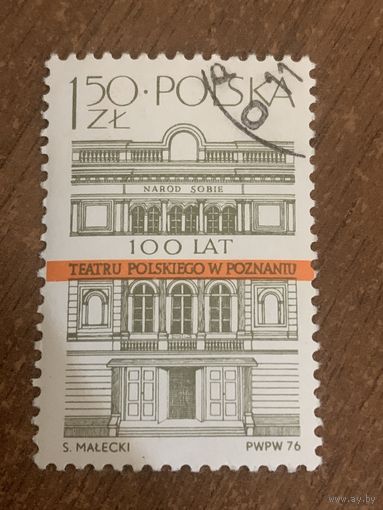 1.50 · POLSKA
ZŁ
NARÓD SOBIE
100 LAT
TEATRU POLSKIEGO W POZNANIU
S. MAŁECKI PWPW 76
www.ay.by